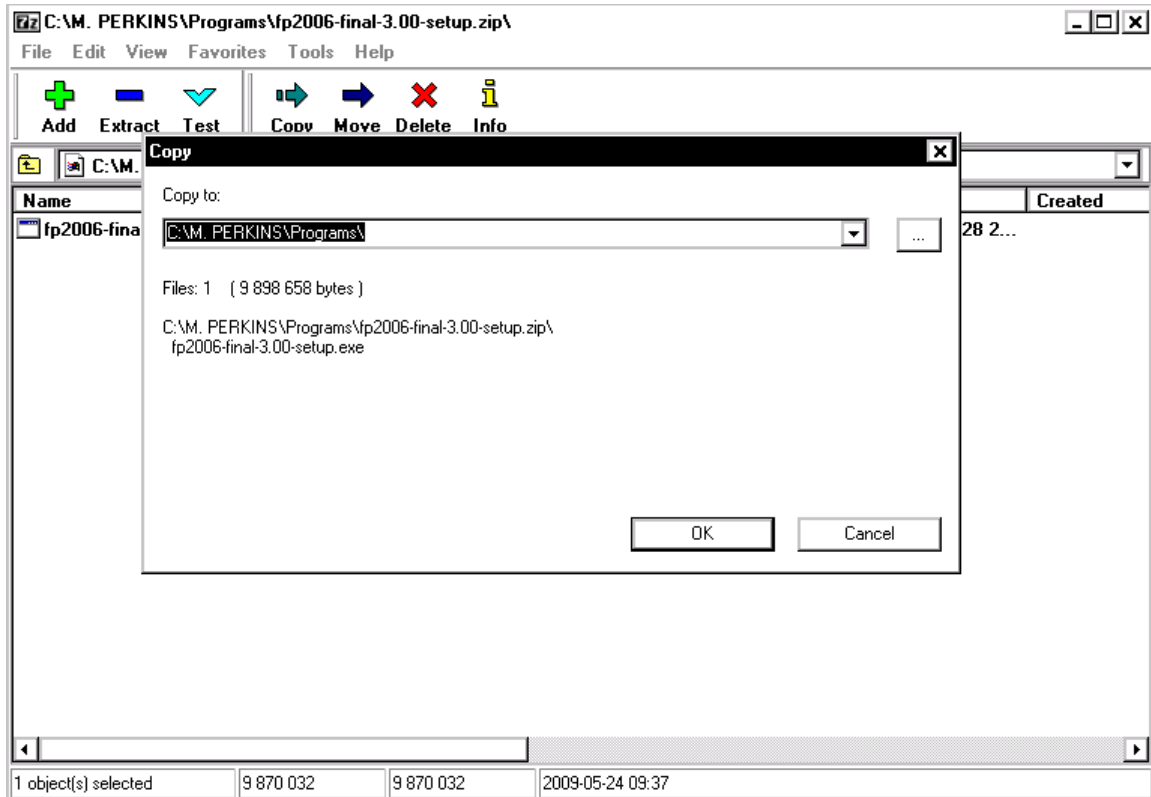 C:\M. PERKINS\Programs\fp2006-final-3.00-setup.zip\
File Edit View Favorites Tools Help
Add Extract Test Copy Move Delete Info
C:\M.
Copy
Name Created
fp2006-fina 28 2...
Copy to:
C:\M. PERKINS\Programs\
...
Files: 1 ( 9 898 658 bytes )
C:\M. PERKINS\Programs\fp2006-final-3.00-setup.zip\
fp2006-final-3.00-setup.exe
OK Cancel
1 object(s) selected 9 870 032 9 870 032 2009-05-24 09:37